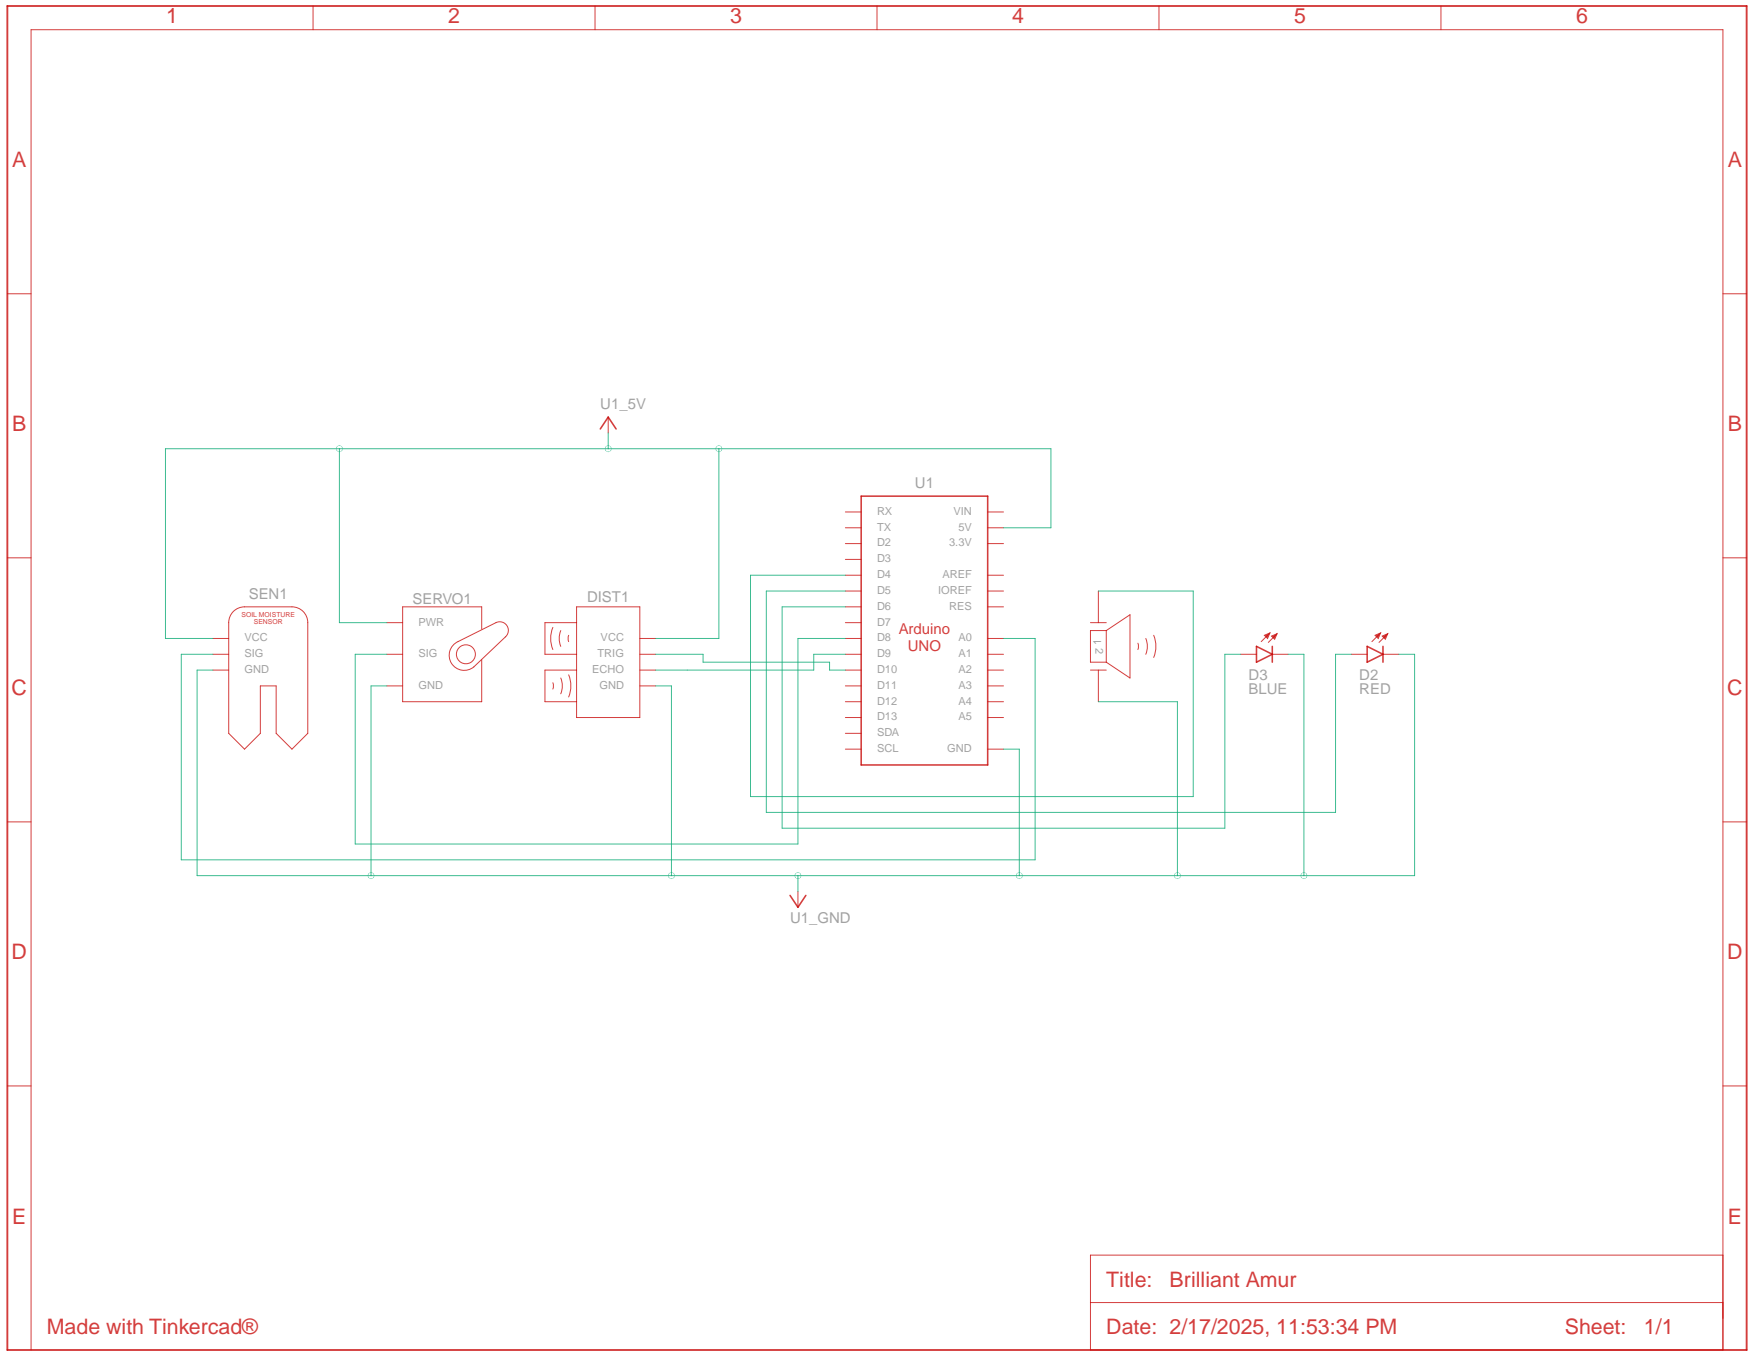 1 2 3 4 5 6
A A
B B
C C
D D
E E
U1_5V
U1
RX VIN
TX 5V
D2 3.3V
D3
D4 AREF
D5 IOREF
D6 RES
D7
D8 A0
D9 A1
D10 A2
D11 A3
D12 A4
D13 A5
SDA
SCL GND
Arduino
UNO
SEN1
SOIL MOISTURE
SENSOR
VCC
SIG
GND
SERVO1
PWR
SIG
GND
DIST1
VCC
TRIG
ECHO
GND
1 2
D3
BLUE
D2
RED
U1_GND
Title: Brilliant Amur
Made with Tinkercad®
Date: 2/17/2025, 11:53:34 PM Sheet: 1/1